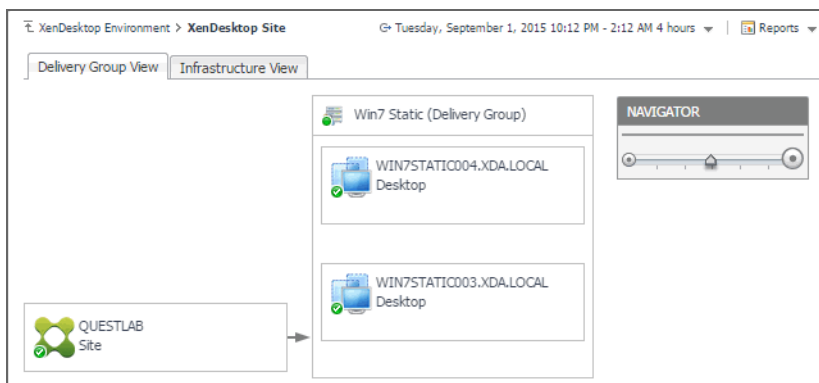 XenDesktop Environment > XenDesktop Site
Tuesday, September 1, 2015 10:12 PM - 2:12 AM 4 hours
Reports
Delivery Group View
Infrastructure View
Win7 Static (Delivery Group)
NAVIGATOR
WIN7STATIC004.XDA.LOCAL
Desktop
WIN7STATIC003.XDA.LOCAL
Desktop
QUESTLAB
Site